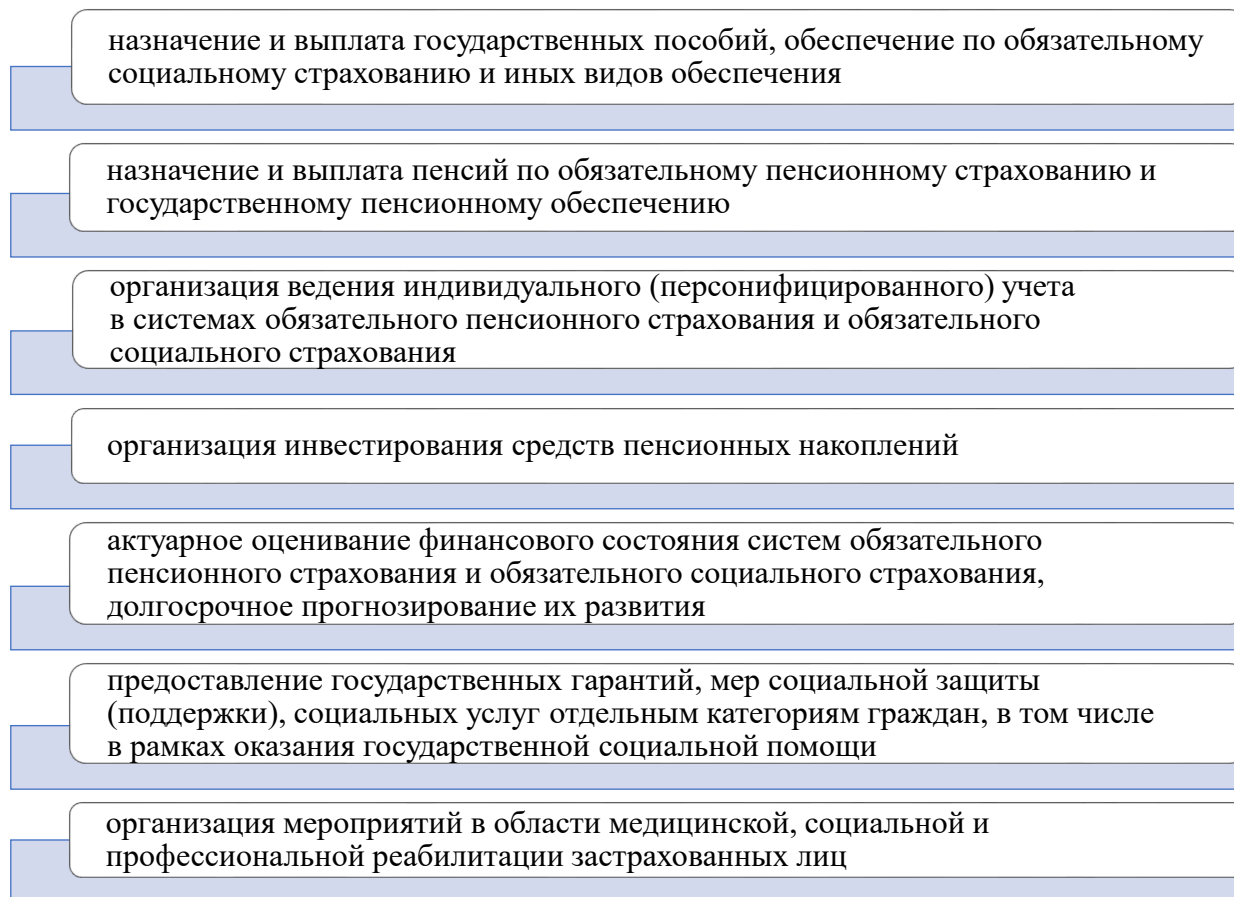 назначение и выплата государственных пособий, обеспечение по обязательному
социальному страхованию и иных видов обеспечения
назначение и выплата пенсий по обязательному пенсионному страхованию и
государственному пенсионному обеспечению
организация ведения индивидуального (персонифицированного) учета
в системах обязательного пенсионного страхования и обязательного
социального страхования
организация инвестирования средств пенсионных накоплений
актуарное оценивание финансового состояния систем обязательного
пенсионного страхования и обязательного социального страхования,
долгосрочное прогнозирование их развития
предоставление государственных гарантий, мер социальной защиты
(поддержки), социальных услуг отдельным категориям граждан, в том числе
в рамках оказания государственной социальной помощи
организация мероприятий в области медицинской, социальной и
профессиональной реабилитации застрахованных лиц